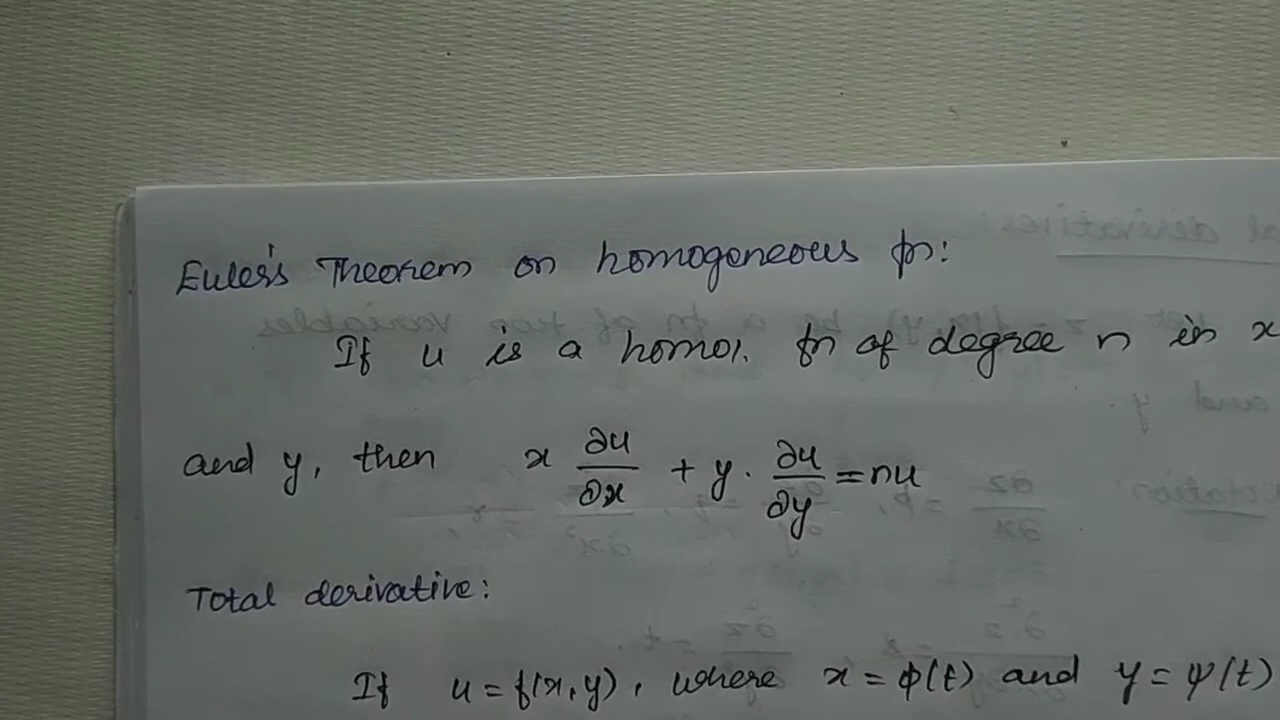 Euler's Theorem on homogeneous fn:
If u is a homo. fn of degree n in x
and y, then x ∂u/∂x + y · ∂u/∂y = nu
Total derivative:
If u = f(x, y), where x = φ(t) and y = ψ(t)